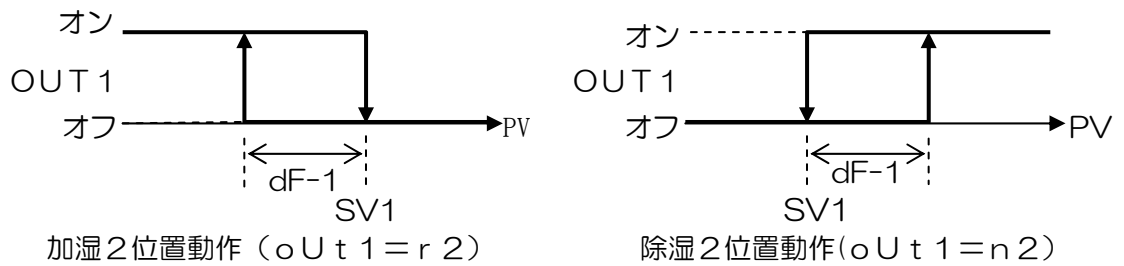 オン
OUT1
オフ
PV
dF-1
SV1
加湿2位置動作（oUt1=r2）
オン
OUT1
オフ
PV
dF-1
SV1
除湿2位置動作(oUt1=n2)